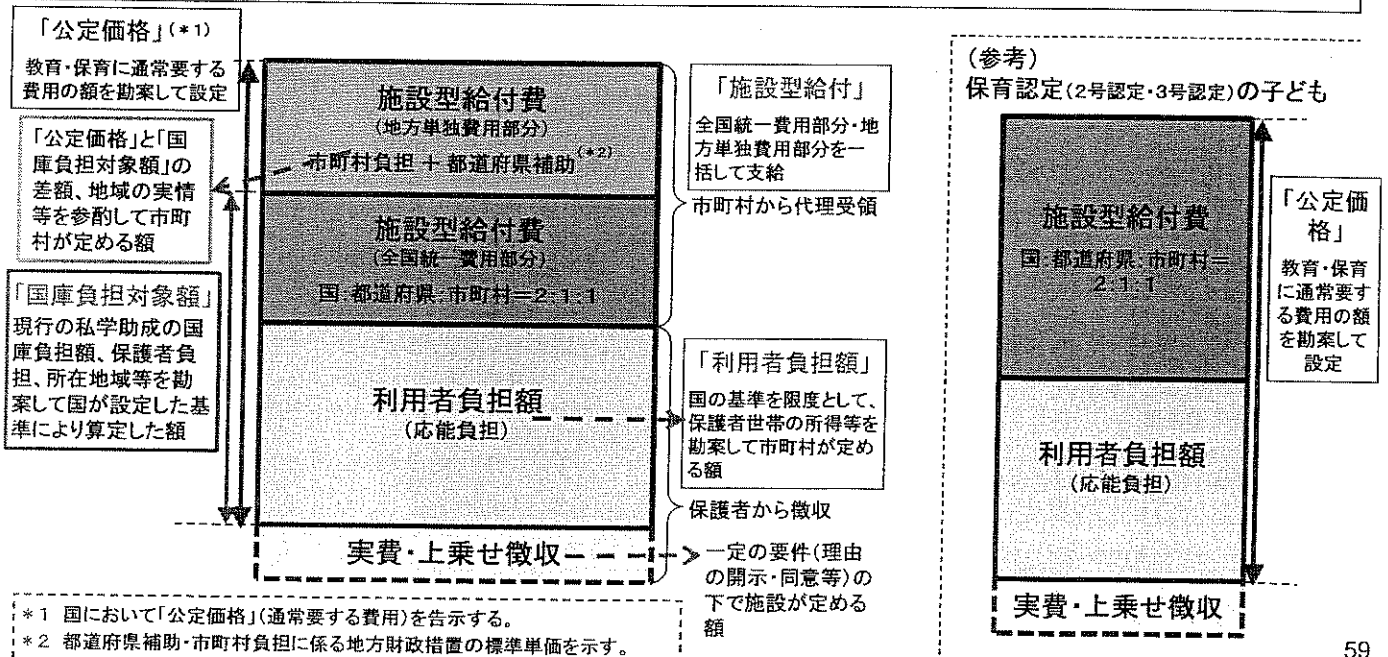 「公定価格」(*1)
教育・保育に通常要する
費用の額を勘案して設定
「公定価格」と「国
庫負担対象額」の
差額、地域の実情
等を参酌して市町
村が定める額
「国庫負担対象額」
現行の私学助成の国
庫負担額、保護者負
担、所在地域等を勘
案して国が設定した基
準により算定した額
施設型給付費
(地方単独費用部分)
市町村負担 + 都道府県補助(*2)
施設型給付費
(全国統一費用部分)
国:都道府県:市町村=2:1:1
利用者負担額
(応能負担)
実費・上乗せ徴収
「施設型給付」
全国統一費用部分・地
方単独費用部分を一
括して支給
市町村から代理受領
「利用者負担額」
国の基準を限度として、
保護者世帯の所得等を
勘案して市町村が定め
る額
保護者から徴収
一定の要件(理由
の開示・同意等)の
下で施設が定める
額
*1 国において「公定価格」(通常要する費用)を告示する。
*2 都道府県補助・市町村負担に係る地方財政措置の標準単価を示す。
(参考)
保育認定(2号認定・3号認定)の子ども
施設型給付費
国:都道府県:市町村=
2:1:1
利用者負担額
(応能負担)
実費・上乗せ徴収
「公定価
格」
教育・保育
に通常要す
る費用の額
を勘案して
設定
59